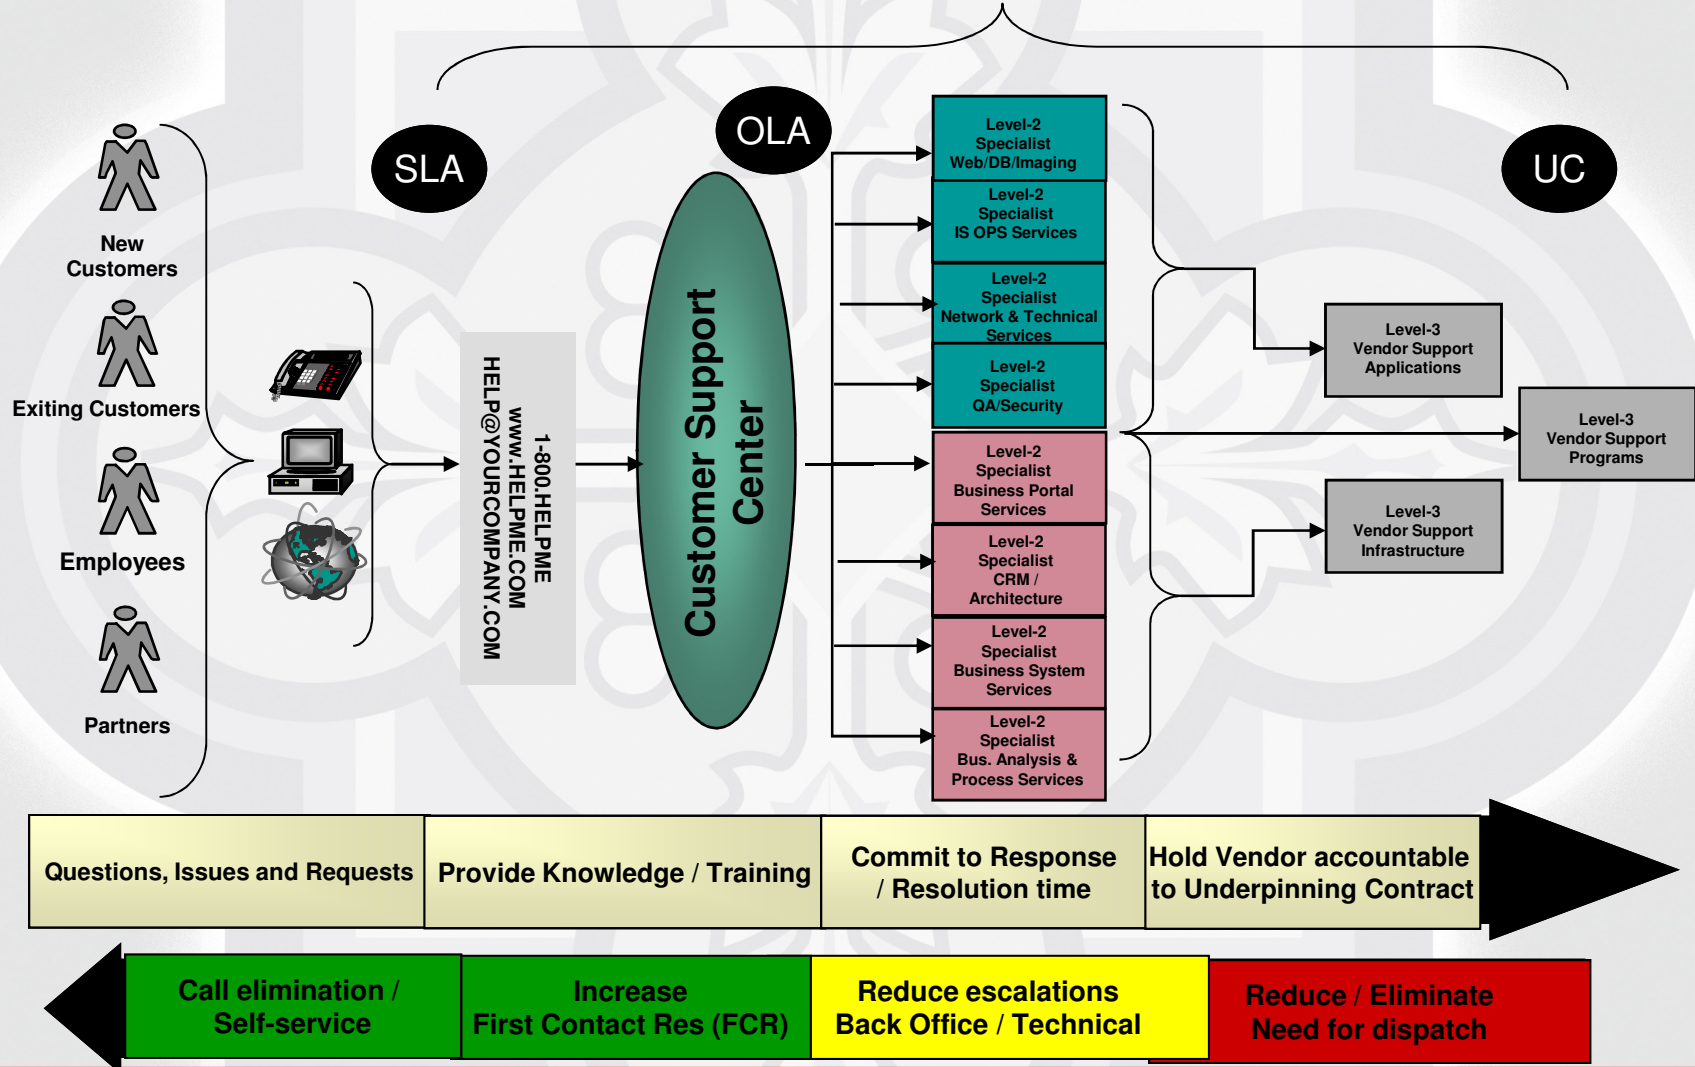 SLA
OLA
UC
New
Customers
Exiting Customers
Employees
Partners
1-800.HELPME
www.HELPME.COM
HELP@YOURCOMPANY.COM
Customer Support
Center
Level-2
Specialist
Web/DB/Imaging
Level-2
Specialist
IS OPS Services
Level-2
Specialist
Network & Technical
Services
Level-2
Specialist
QA/Security
Level-2
Specialist
Business Portal
Services
Level-2
Specialist
CRM /
Architecture
Level-2
Specialist
Business System
Services
Level-2
Specialist
Bus. Analysis &
Process Services
Level-3
Vendor Support
Applications
Level-3
Vendor Support
Programs
Level-3
Vendor Support
Infrastructure
Questions, Issues and Requests
Provide Knowledge / Training
Commit to Response
/ Resolution time
Hold Vendor accountable
to Underpinning Contract
Call elimination /
Self-service
Increase
First Contact Res (FCR)
Reduce escalations
Back Office / Technical
Reduce / Eliminate
Need for dispatch